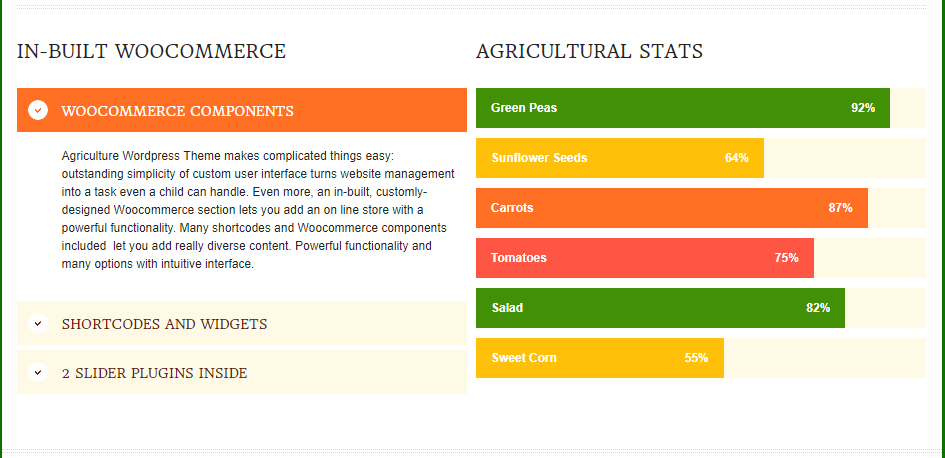 IN-BUILT WOOCOMMERCE
WOOCOMMERCE COMPONENTS
Agriculture Wordpress Theme makes complicated things easy:
outstanding simplicity of custom user interface turns website management
into a task even a child can handle. Even more, an in-built, customly-
designed Woocommerce section lets you add an on line store with a
powerful functionality. Many shortcodes and Woocommerce components
included  let you add really diverse content. Powerful functionality and
many options with intuitive interface.
SHORTCODES AND WIDGETS
2 SLIDER PLUGINS INSIDE
AGRICULTURAL STATS
Green Peas 92%
Sunflower Seeds 64%
Carrots 87%
Tomatoes 75%
Salad 82%
Sweet Corn 55%